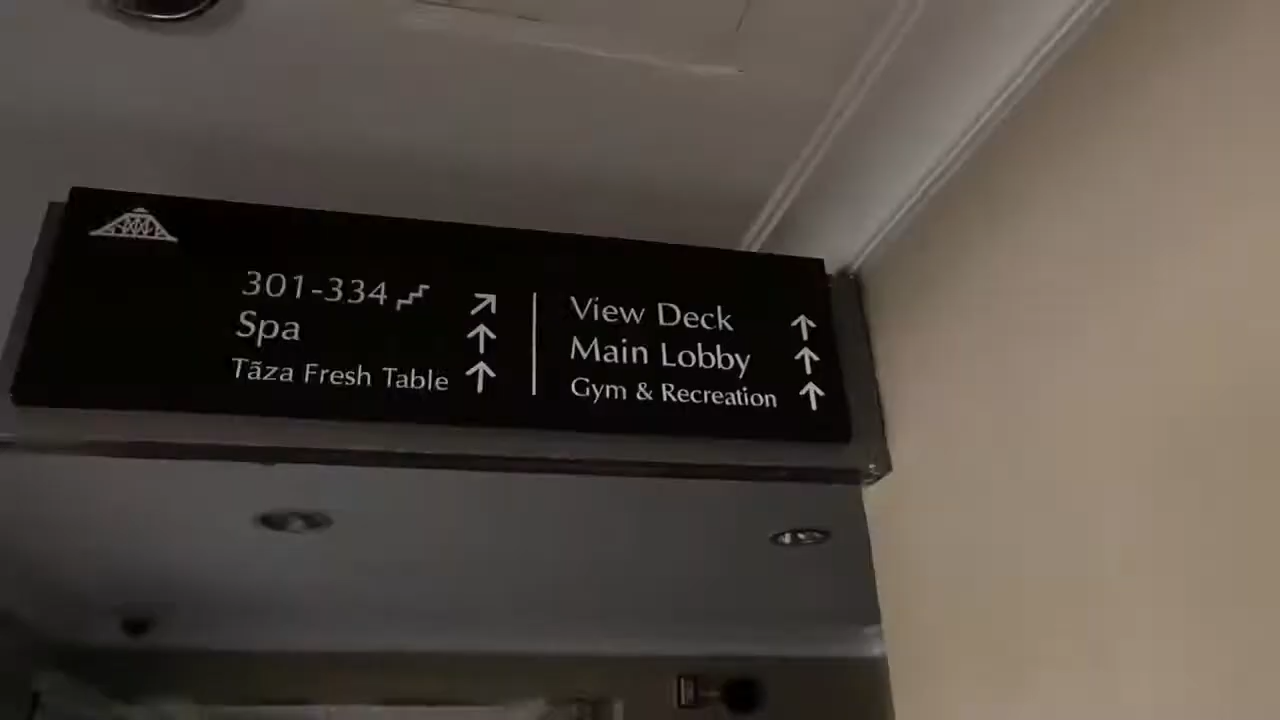 301-334
Spa
Tãza Fresh Table
View Deck
Main Lobby
Gym & Recreation